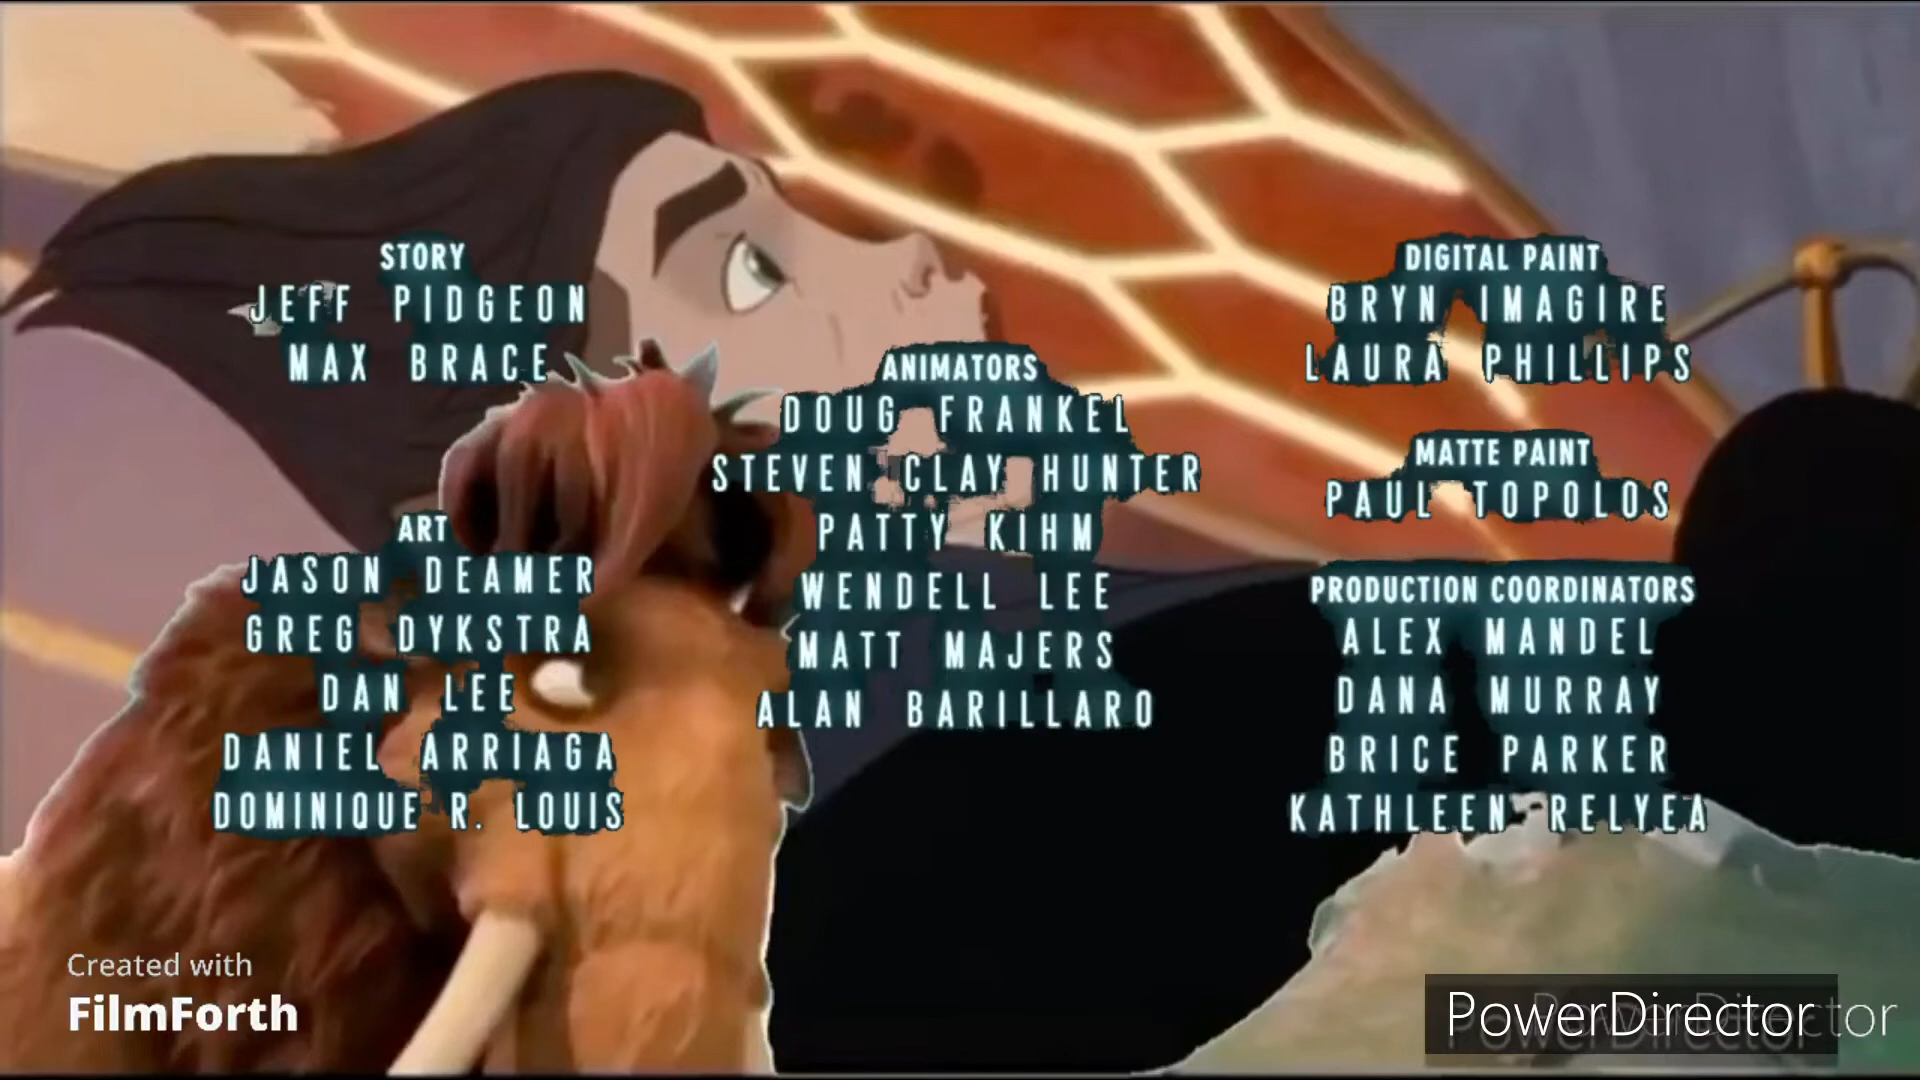 STORY
JEFF PIDGEON
MAX BRACE
ART
JASON DEAMER
GREG DYKSTRA
DAN LEE
DANIEL ARRIAGA
DOMINIQUE R. LOUIS
ANIMATORS
DOUG FRANKEL
STEVEN CLAY HUNTER
PATTY KIHM
WENDELL LEE
MATT MAJERS
ALAN BARILLARO
DIGITAL PAINT
BRYN IMAGIRE
LAURA PHILLIPS
MATTE PAINT
PAUL TOPOLOS
PRODUCTION COORDINATORS
ALEX MANDEL
DANA MURRAY
BRICE PARKER
KATHLEEN RELYEA
Created with
FilmForth
PowerDirector